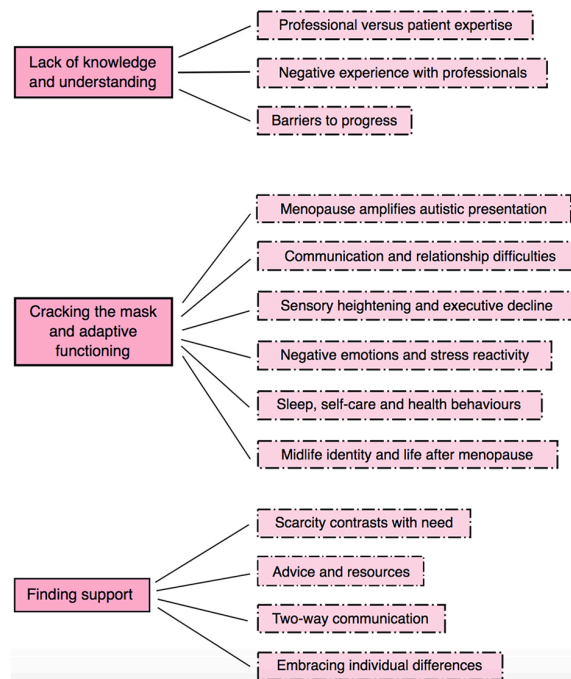 Lack of knowledge
and understanding
Professional versus patient expertise
Negative experience with professionals
Barriers to progress
Cracking the mask
and adaptive
functioning
Menopause amplifies autistic presentation
Communication and relationship difficulties
Sensory heightening and executive decline
Negative emotions and stress reactivity
Sleep, self-care and health behaviours
Midlife identity and life after menopause
Finding support
Scarcity contrasts with need
Advice and resources
Two-way communication
Embracing individual differences